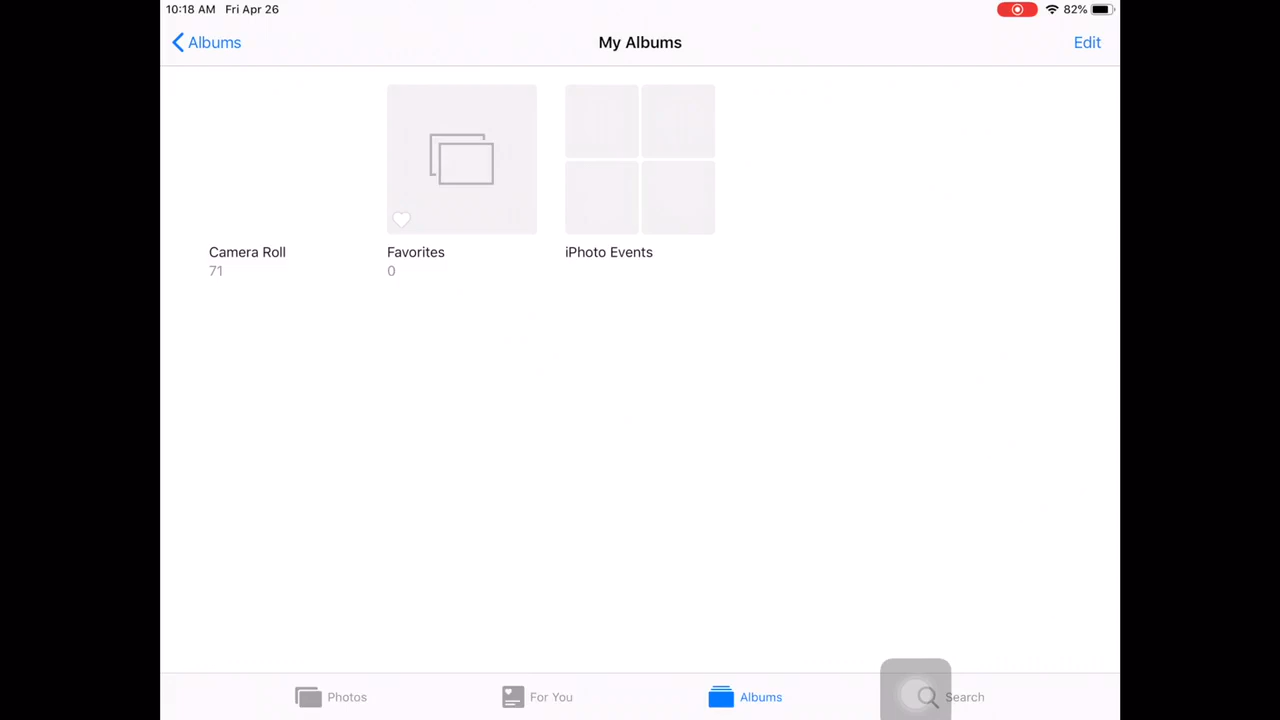 10:18 AM Fri Apr 26 82%
Albums My Albums Edit
Camera Roll Favorites iPhoto Events
71 0
Photos For You Albums Search